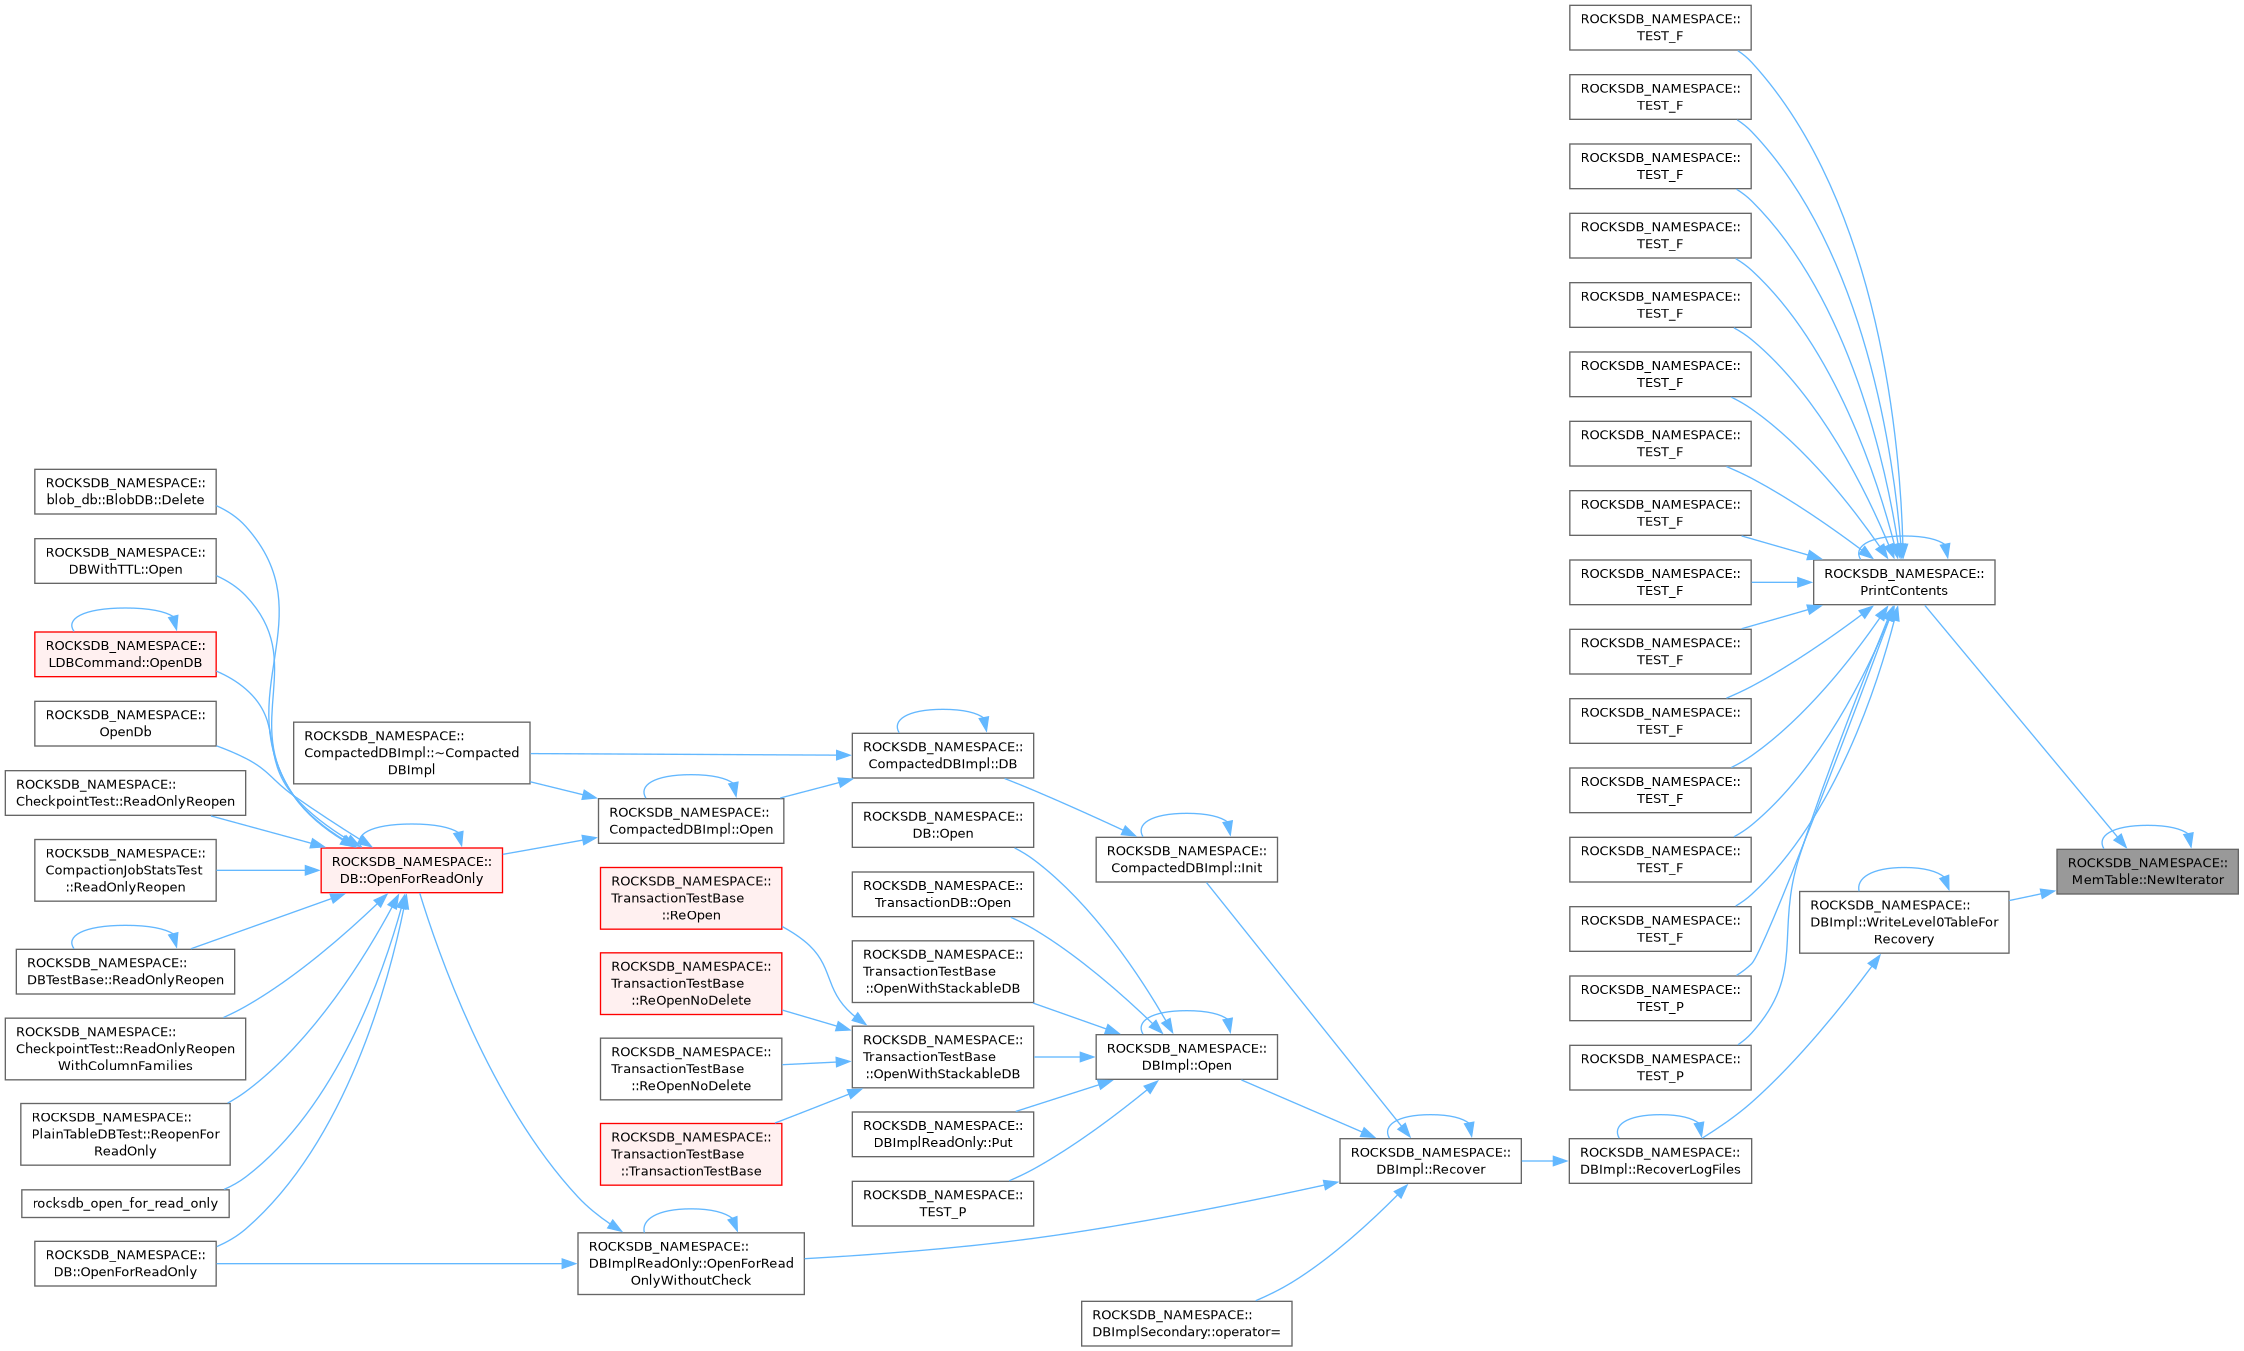 ROCKSDB_NAMESPACE::
TEST_F
ROCKSDB_NAMESPACE::
TEST_F
ROCKSDB_NAMESPACE::
TEST_F
ROCKSDB_NAMESPACE::
TEST_F
ROCKSDB_NAMESPACE::
TEST_F
ROCKSDB_NAMESPACE::
TEST_F
ROCKSDB_NAMESPACE::
TEST_F
ROCKSDB_NAMESPACE::
TEST_F
ROCKSDB_NAMESPACE::
TEST_F
ROCKSDB_NAMESPACE::
TEST_F
ROCKSDB_NAMESPACE::
TEST_F
ROCKSDB_NAMESPACE::
TEST_F
ROCKSDB_NAMESPACE::
TEST_F
ROCKSDB_NAMESPACE::
TEST_F
ROCKSDB_NAMESPACE::
TEST_P
ROCKSDB_NAMESPACE::
TEST_P
ROCKSDB_NAMESPACE::
PrintContents
ROCKSDB_NAMESPACE::
MemTable::NewIterator
ROCKSDB_NAMESPACE::
DBImpl::WriteLevel0TableFor
Recovery
ROCKSDB_NAMESPACE::
DBImpl::RecoverLogFiles
ROCKSDB_NAMESPACE::
DBImpl::Recover
ROCKSDB_NAMESPACE::
CompactedDBImpl::Init
ROCKSDB_NAMESPACE::
DBImpl::Open
ROCKSDB_NAMESPACE::
DBImplSecondary::operator=
ROCKSDB_NAMESPACE::
CompactedDBImpl::DB
ROCKSDB_NAMESPACE::
DB::Open
ROCKSDB_NAMESPACE::
TransactionDB::Open
ROCKSDB_NAMESPACE::
TransactionTestBase
::OpenWithStackableDB
ROCKSDB_NAMESPACE::
TransactionTestBase
::OpenWithStackableDB
ROCKSDB_NAMESPACE::
DBImplReadOnly::Put
ROCKSDB_NAMESPACE::
TEST_P
ROCKSDB_NAMESPACE::
CompactedDBImpl::Open
ROCKSDB_NAMESPACE::
TransactionTestBase
::ReOpen
ROCKSDB_NAMESPACE::
TransactionTestBase
::ReOpenNoDelete
ROCKSDB_NAMESPACE::
TransactionTestBase
::ReOpenNoDelete
ROCKSDB_NAMESPACE::
TransactionTestBase
::TransactionTestBase
ROCKSDB_NAMESPACE::
DBImplReadOnly::OpenForRead
OnlyWithoutCheck
ROCKSDB_NAMESPACE::
CompactedDBImpl::~Compacted
DBImpl
ROCKSDB_NAMESPACE::
DB::OpenForReadOnly
ROCKSDB_NAMESPACE::
blob_db::BlobDB::Delete
ROCKSDB_NAMESPACE::
DBWithTTL::Open
ROCKSDB_NAMESPACE::
LDBCommand::OpenDB
ROCKSDB_NAMESPACE::
OpenDb
ROCKSDB_NAMESPACE::
CheckpointTest::ReadOnlyReopen
ROCKSDB_NAMESPACE::
CompactionJobStatsTest
::ReadOnlyReopen
ROCKSDB_NAMESPACE::
DBTestBase::ReadOnlyReopen
ROCKSDB_NAMESPACE::
CheckpointTest::ReadOnlyReopen
WithColumnFamilies
ROCKSDB_NAMESPACE::
PlainTableDBTest::ReopenFor
ReadOnly
rocksdb_open_for_read_only
ROCKSDB_NAMESPACE::
DB::OpenForReadOnly